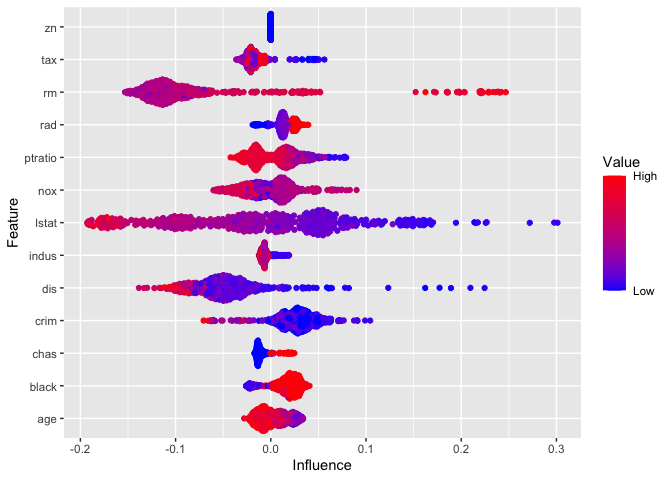 Feature
zn
tax
rm
rad
ptratio
nox
lstat
indus
dis
crim
chas
black
age
-0.2 -0.1 0.0 0.1 0.2 0.3
Influence
Value
High
Low